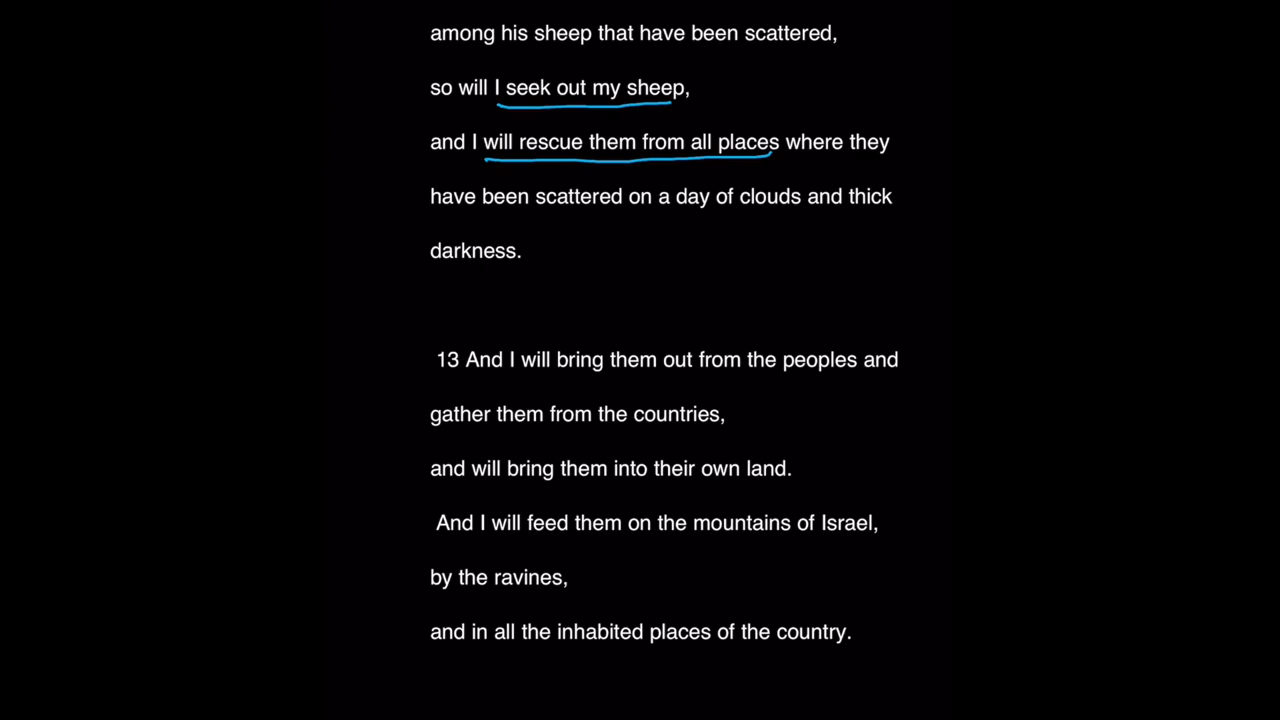 among his sheep that have been scattered,
so will I seek out my sheep,
and I will rescue them from all places where they
have been scattered on a day of clouds and thick
darkness.
13 And I will bring them out from the peoples and
gather them from the countries,
and will bring them into their own land.
And I will feed them on the mountains of Israel,
by the ravines,
and in all the inhabited places of the country.